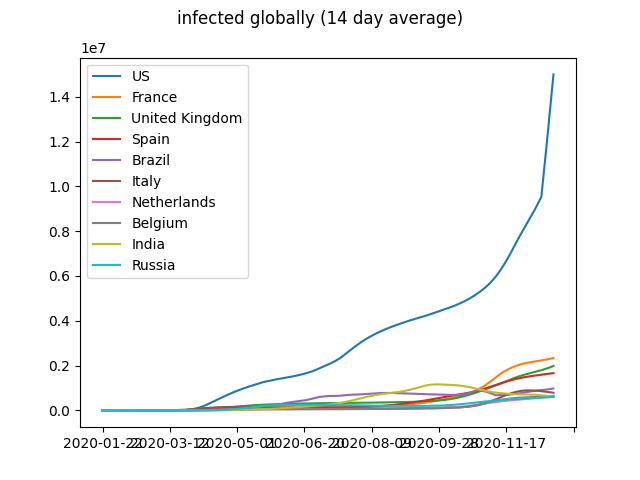 infected globally (14 day average)
1e7
US
France
United Kingdom
Spain
Brazil
Italy
Netherlands
Belgium
India
Russia
1.4
1.2
1.0
0.8
0.6
0.4
0.2
0.0
2020-01-22 2020-03-12 2020-05-01 2020-06-20 2020-08-09 2020-09-28 2020-11-17